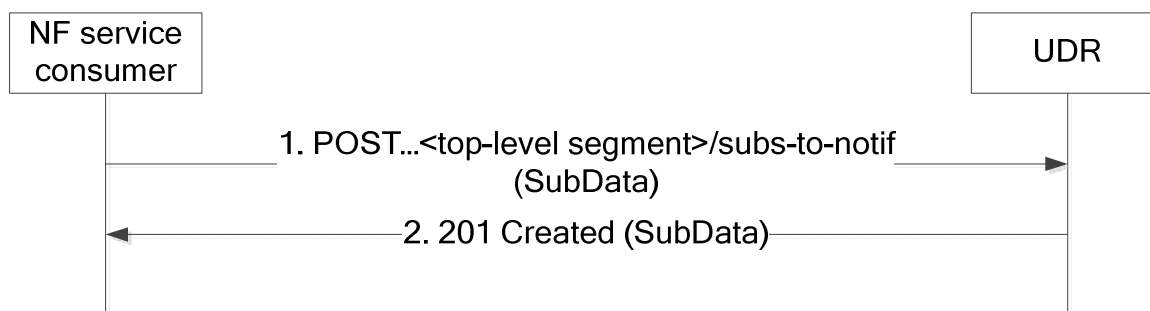 NF service
consumer
UDR
1. POST...<top-level segment>/subs-to-notif
(SubData)
2. 201 Created (SubData)